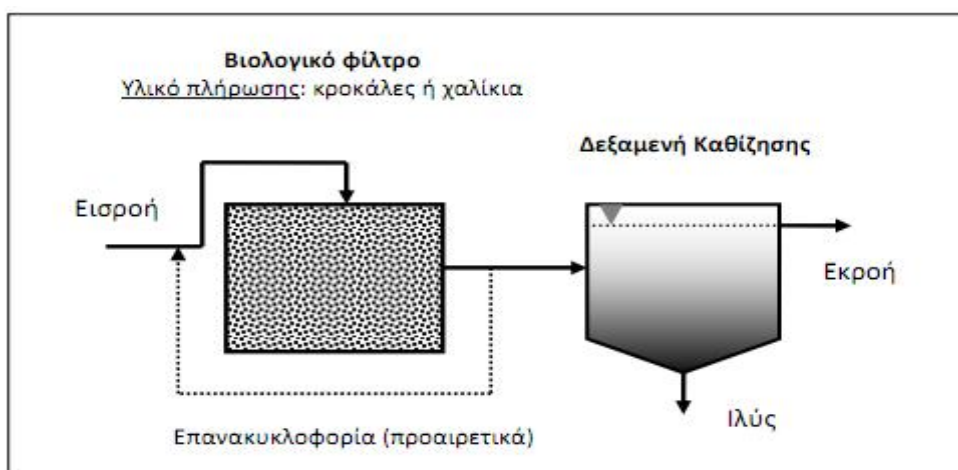 Βιολογικό φίλτρο
Υλικό πλήρωσης: κροκάλες ή χαλίκια
Δεξαμενή Καθίζησης
Εισροή
Εκροή
Ιλύς
Επανακυκλοφορία (προαιρετικά)